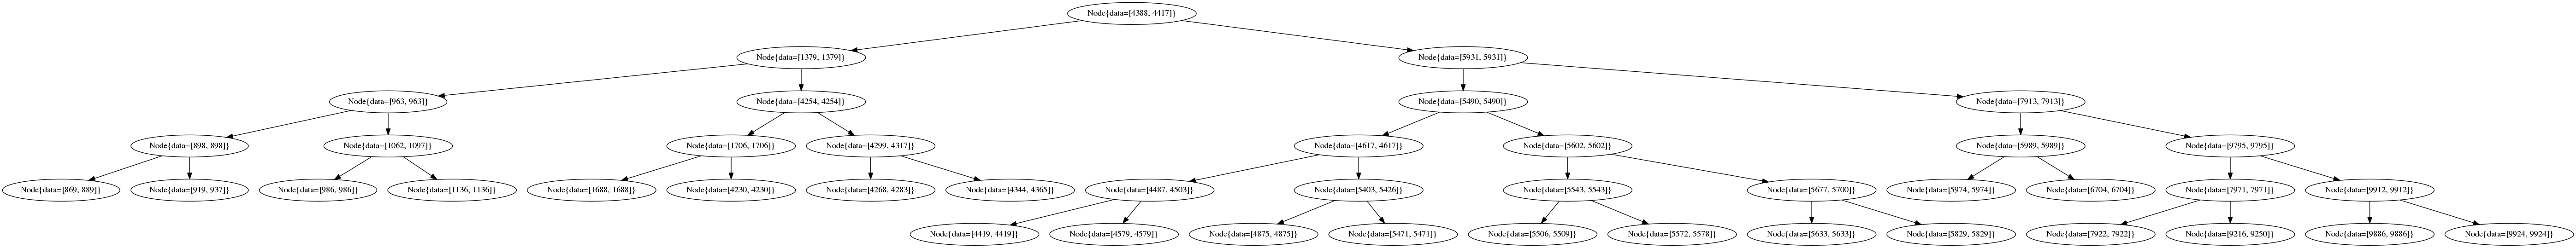 Node{data=[4388, 4417]}
Node{data=[1379, 1379]}
Node{data=[5931, 5931]}
Node{data=[963, 963]}
Node{data=[4254, 4254]}
Node{data=[5490, 5490]}
Node{data=[7913, 7913]}
Node{data=[898, 898]}
Node{data=[1062, 1097]}
Node{data=[1706, 1706]}
Node{data=[4299, 4317]}
Node{data=[4617, 4617]}
Node{data=[5602, 5602]}
Node{data=[5989, 5989]}
Node{data=[9795, 9795]}
Node{data=[869, 889]}
Node{data=[919, 937]}
Node{data=[986, 986]}
Node{data=[1136, 1136]}
Node{data=[1688, 1688]}
Node{data=[4230, 4230]}
Node{data=[4268, 4283]}
Node{data=[4344, 4365]}
Node{data=[4487, 4503]}
Node{data=[5403, 5426]}
Node{data=[5543, 5543]}
Node{data=[5677, 5700]}
Node{data=[5974, 5974]}
Node{data=[6704, 6704]}
Node{data=[7971, 7971]}
Node{data=[9912, 9912]}
Node{data=[4419, 4419]}
Node{data=[4579, 4579]}
Node{data=[4875, 4875]}
Node{data=[5471, 5471]}
Node{data=[5506, 5509]}
Node{data=[5572, 5578]}
Node{data=[5633, 5633]}
Node{data=[5829, 5829]}
Node{data=[7922, 7922]}
Node{data=[9216, 9250]}
Node{data=[9886, 9886]}
Node{data=[9924, 9924]}